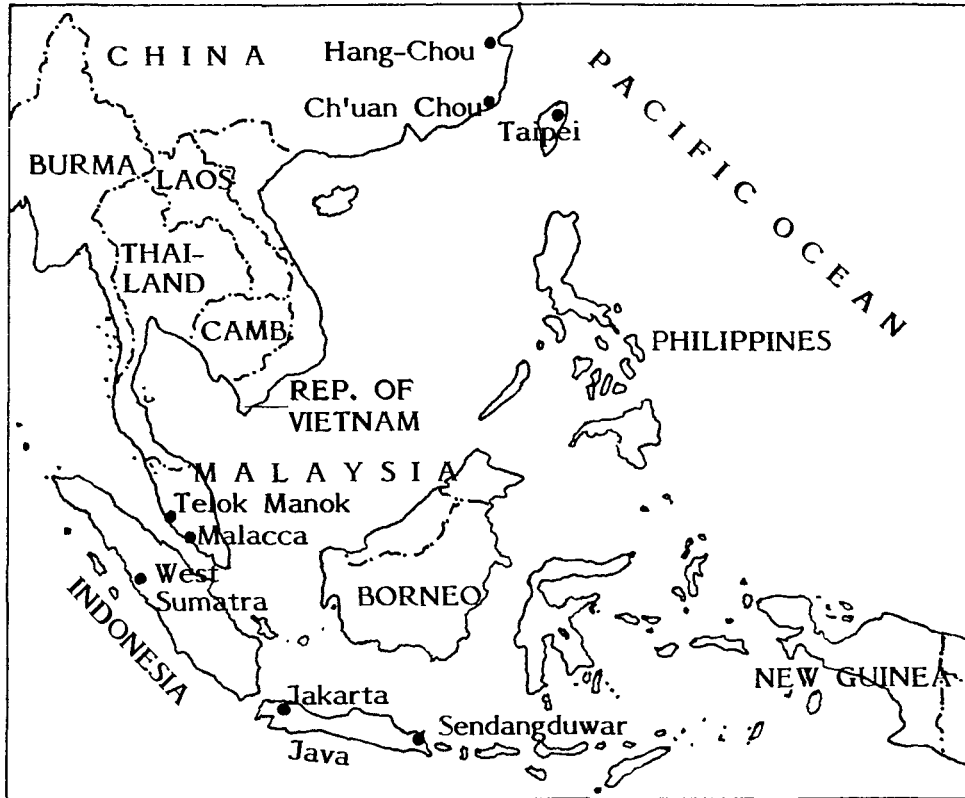 CHINA
Hang-Chou
Ch'uan Chou
Taipei
PACIFIC OCEAN
BURMA
LAOS
THAI-
LAND
CAMB.
PHILIPPINES
REP. OF
VIETNAM
MALAYSIA
Telok Manok
Malacca
West
Sumatra
BORNEO
INDONESIA
NEW GUINEA
Jakarta
Sendangduwar
Java